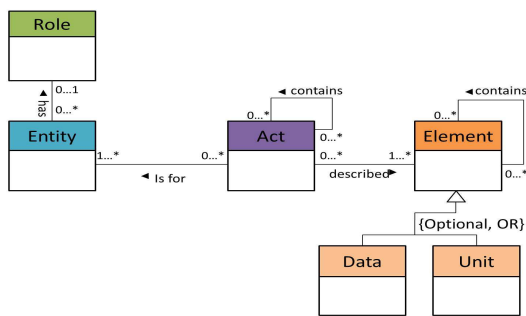 Role
0...1
has
0...*
Entity
1...*
Is for
0...*
Act
contains
0...*
0...*
0...*
described
1...*
Element
contains
0...*
0...*
{Optional, OR}
Data
Unit